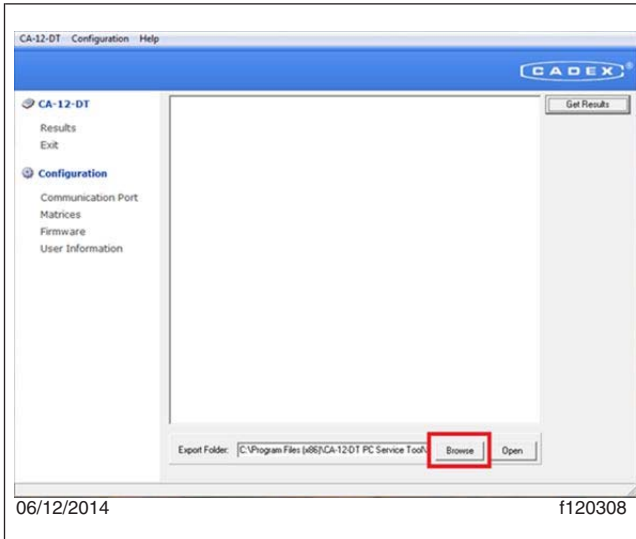 CA-12-DT Configuration Help
CADEX®
CA-12-DT
Get Results
Results
Exit
Configuration
Communication Port
Matrices
Firmware
User Information
Export Folder: C:\Program Files (x86)\CA-12-DT PC Service Tool\ Browse Open
06/12/2014 f120308